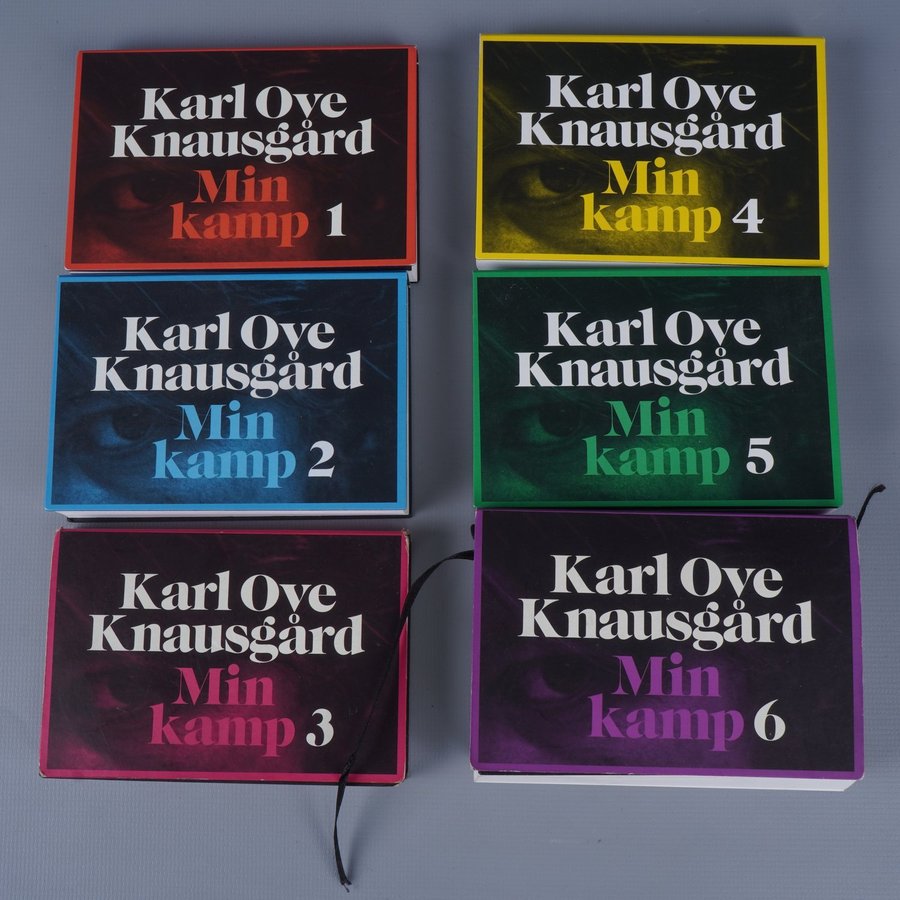 Karl Ove
Knausgård
Min
kamp 1
Karl Ove
Knausgård
Min
kamp 2
Karl Ove
Knausgård
Min
kamp 3
Karl Ove
Knausgård
Min
kamp 4
Karl Ove
Knausgård
Min
kamp 5
Karl Ove
Knausgård
Min
kamp 6